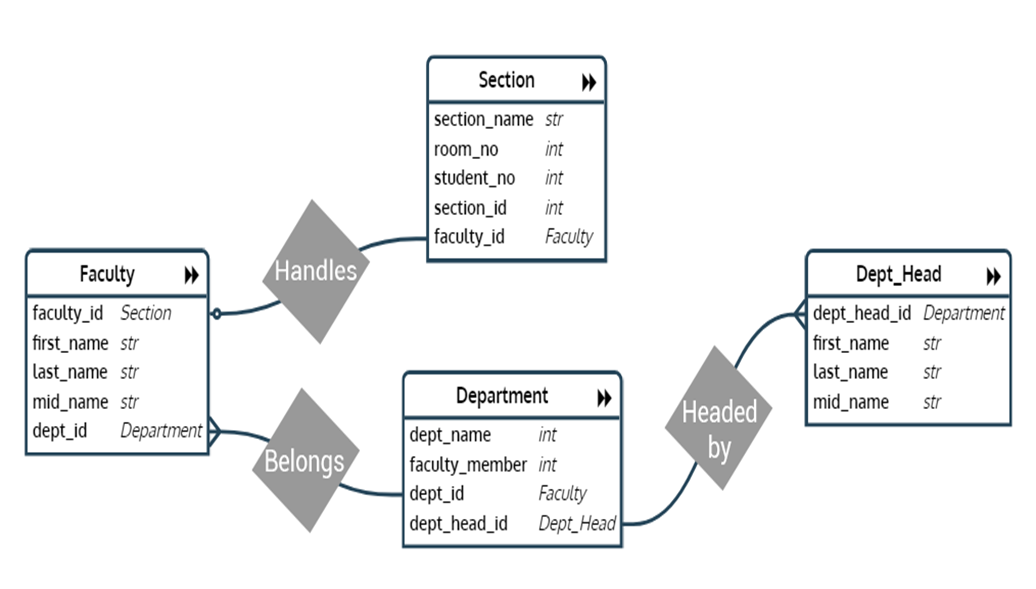 Section
section_name str
room_no int
student_no int
section_id int
faculty_id Faculty
Handles
Faculty
faculty_id Section
first_name str
last_name str
mid_name str
dept_id Department
Belongs
Department
dept_name int
faculty_member int
dept_id Faculty
dept_head_id Dept_Head
Headed
by
Dept_Head
dept_head_id Department
first_name str
last_name str
mid_name str